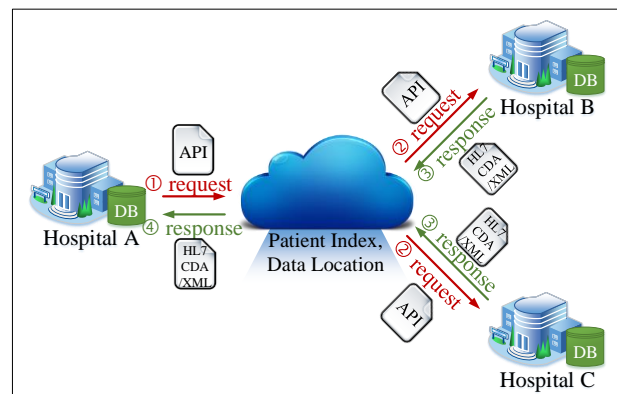 API
① request
DB
Hospital A
④ response
HL7
CDA
/XML
Patient Index,
Data Location
API
② request
③ response
HL7
CDA
/XML
DB
Hospital B
HL7
CDA
/XML
③ response
② request
API
DB
Hospital C